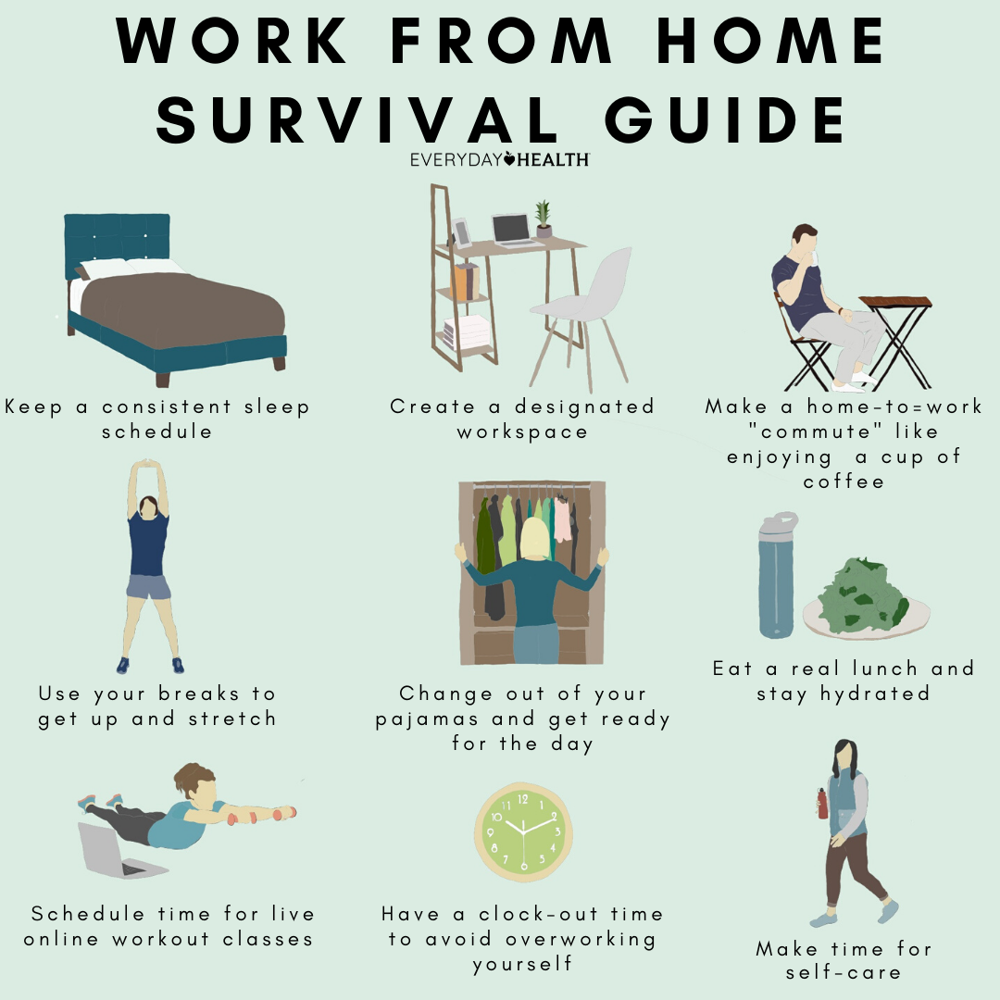 WORK FROM HOME
SURVIVAL GUIDE
EVERYDAY HEALTH
Keep a consistent sleep
schedule
Create a designated
workspace
Make a home-to=work
"commute" like
enjoying a cup of
coffee
Use your breaks to
get up and stretch
Change out of your
pajamas and get ready
for the day
Eat a real lunch and
stay hydrated
12
1
2
3
4
5
6
7
8
9
10
11
Schedule time for live
online workout classes
Have a clock-out time
to avoid overworking
yourself
Make time for
self-care